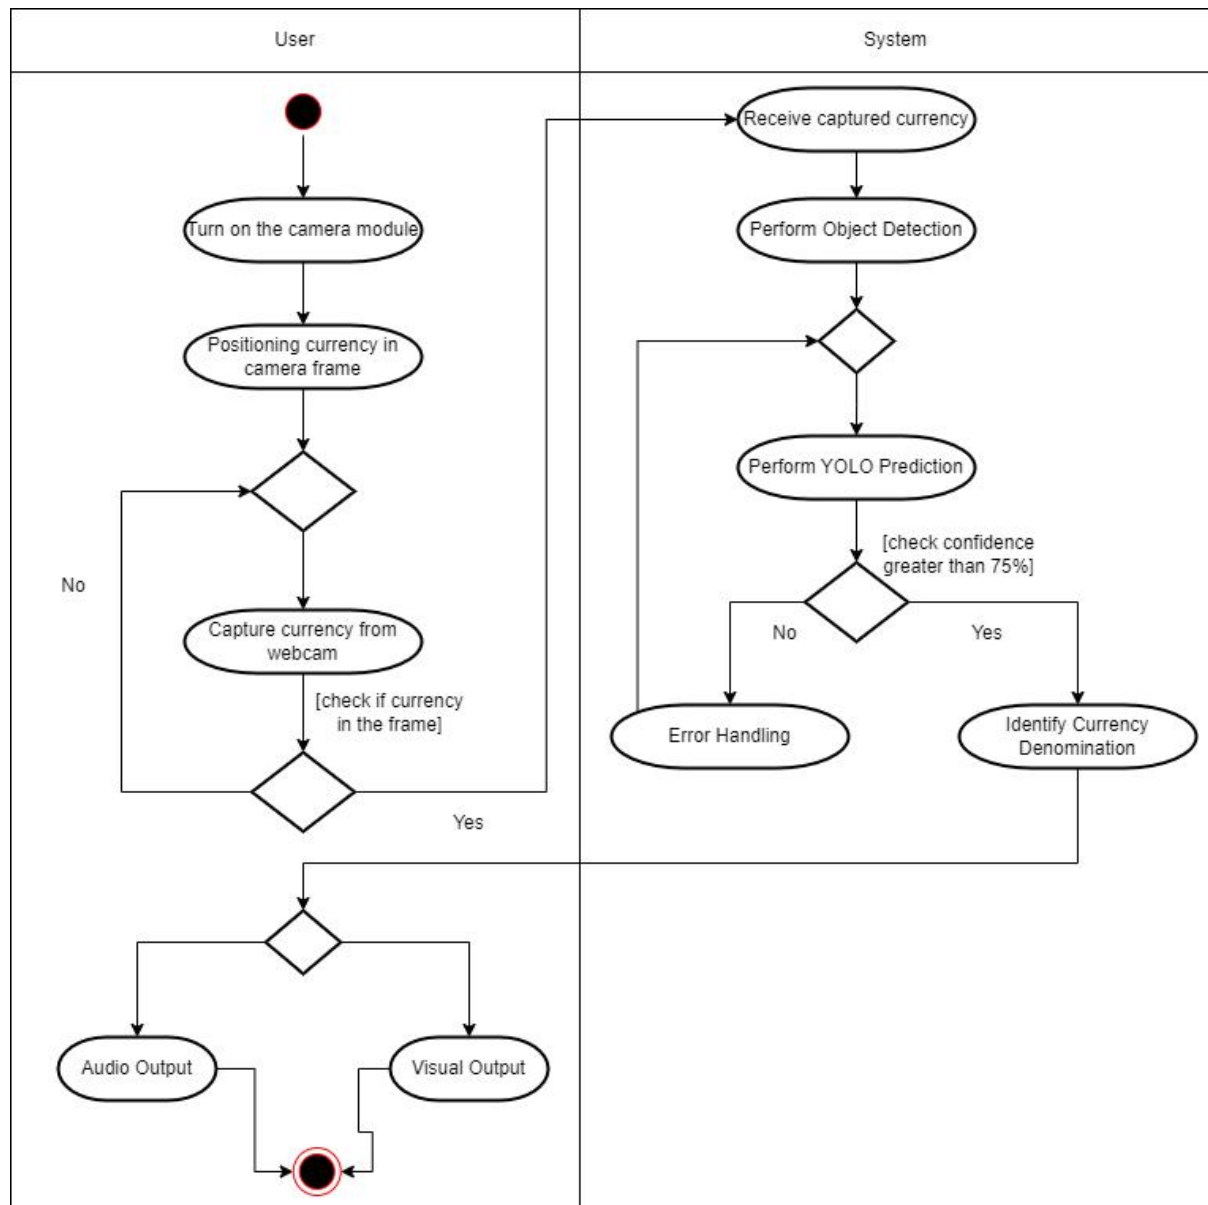 User
System
Turn on the camera module
Positioning currency in
camera frame
No
Capture currency from
webcam
[check if currency
in the frame]
Yes
Receive captured currency
Perform Object Detection
Perform YOLO Prediction
[check confidence
greater than 75%]
No
Yes
Error Handling
Identify Currency
Denomination
Audio Output
Visual Output